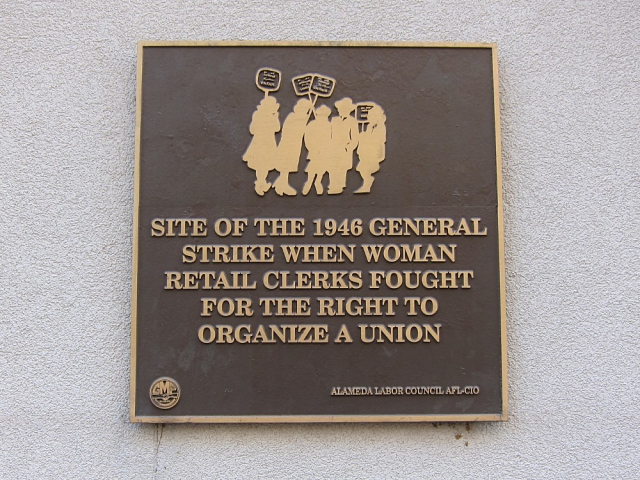 SITE OF THE 1946 GENERAL
STRIKE WHEN WOMAN
RETAIL CLERKS FOUGHT
FOR THE RIGHT TO
ORGANIZE A UNION
GMP
ALAMEDA LABOR COUNCIL AFL-CIO